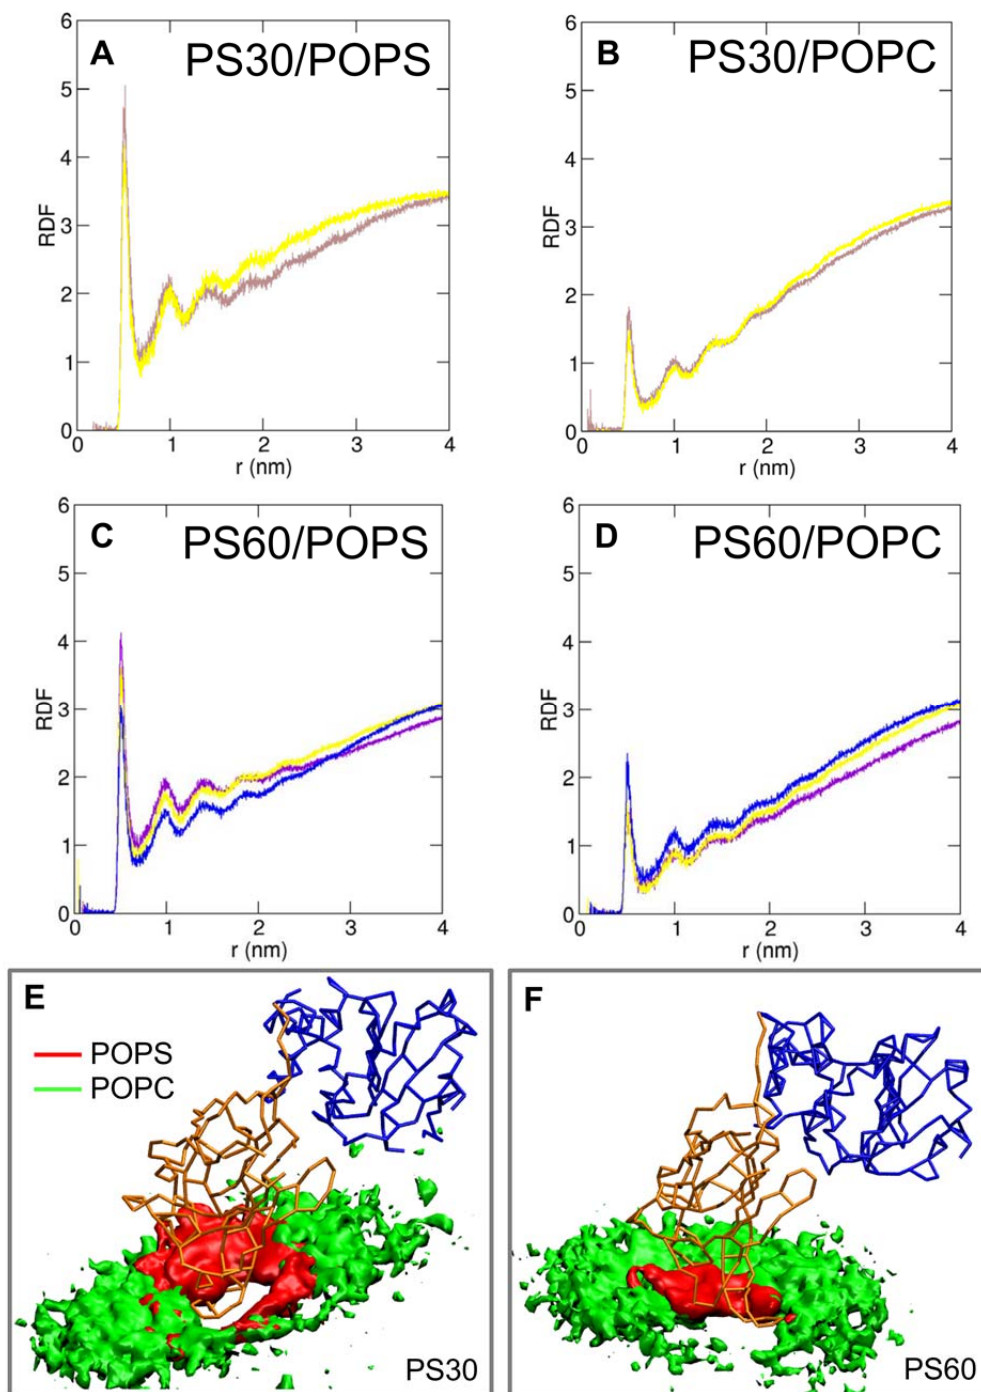 A PS30/POPS
6
5
4
3
2
1
0
RDF
0 1 2 3 4
r (nm)
B PS30/POPC
6
5
4
3
2
1
0
RDF
0 1 2 3 4
r (nm)
C PS60/POPS
6
5
4
3
2
1
0
RDF
0 1 2 3 4
r (nm)
D PS60/POPC
6
5
4
3
2
1
0
RDF
0 1 2 3 4
r (nm)
E
POPS
POPC
PS30
F
PS60